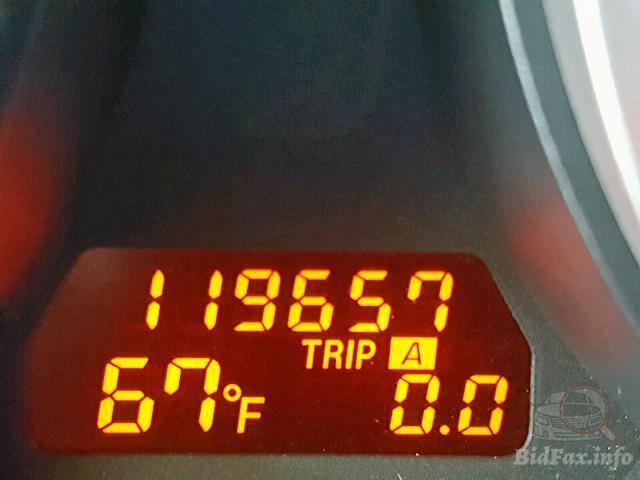 119657
TRIP A
67°F 0.0
BidFax.info